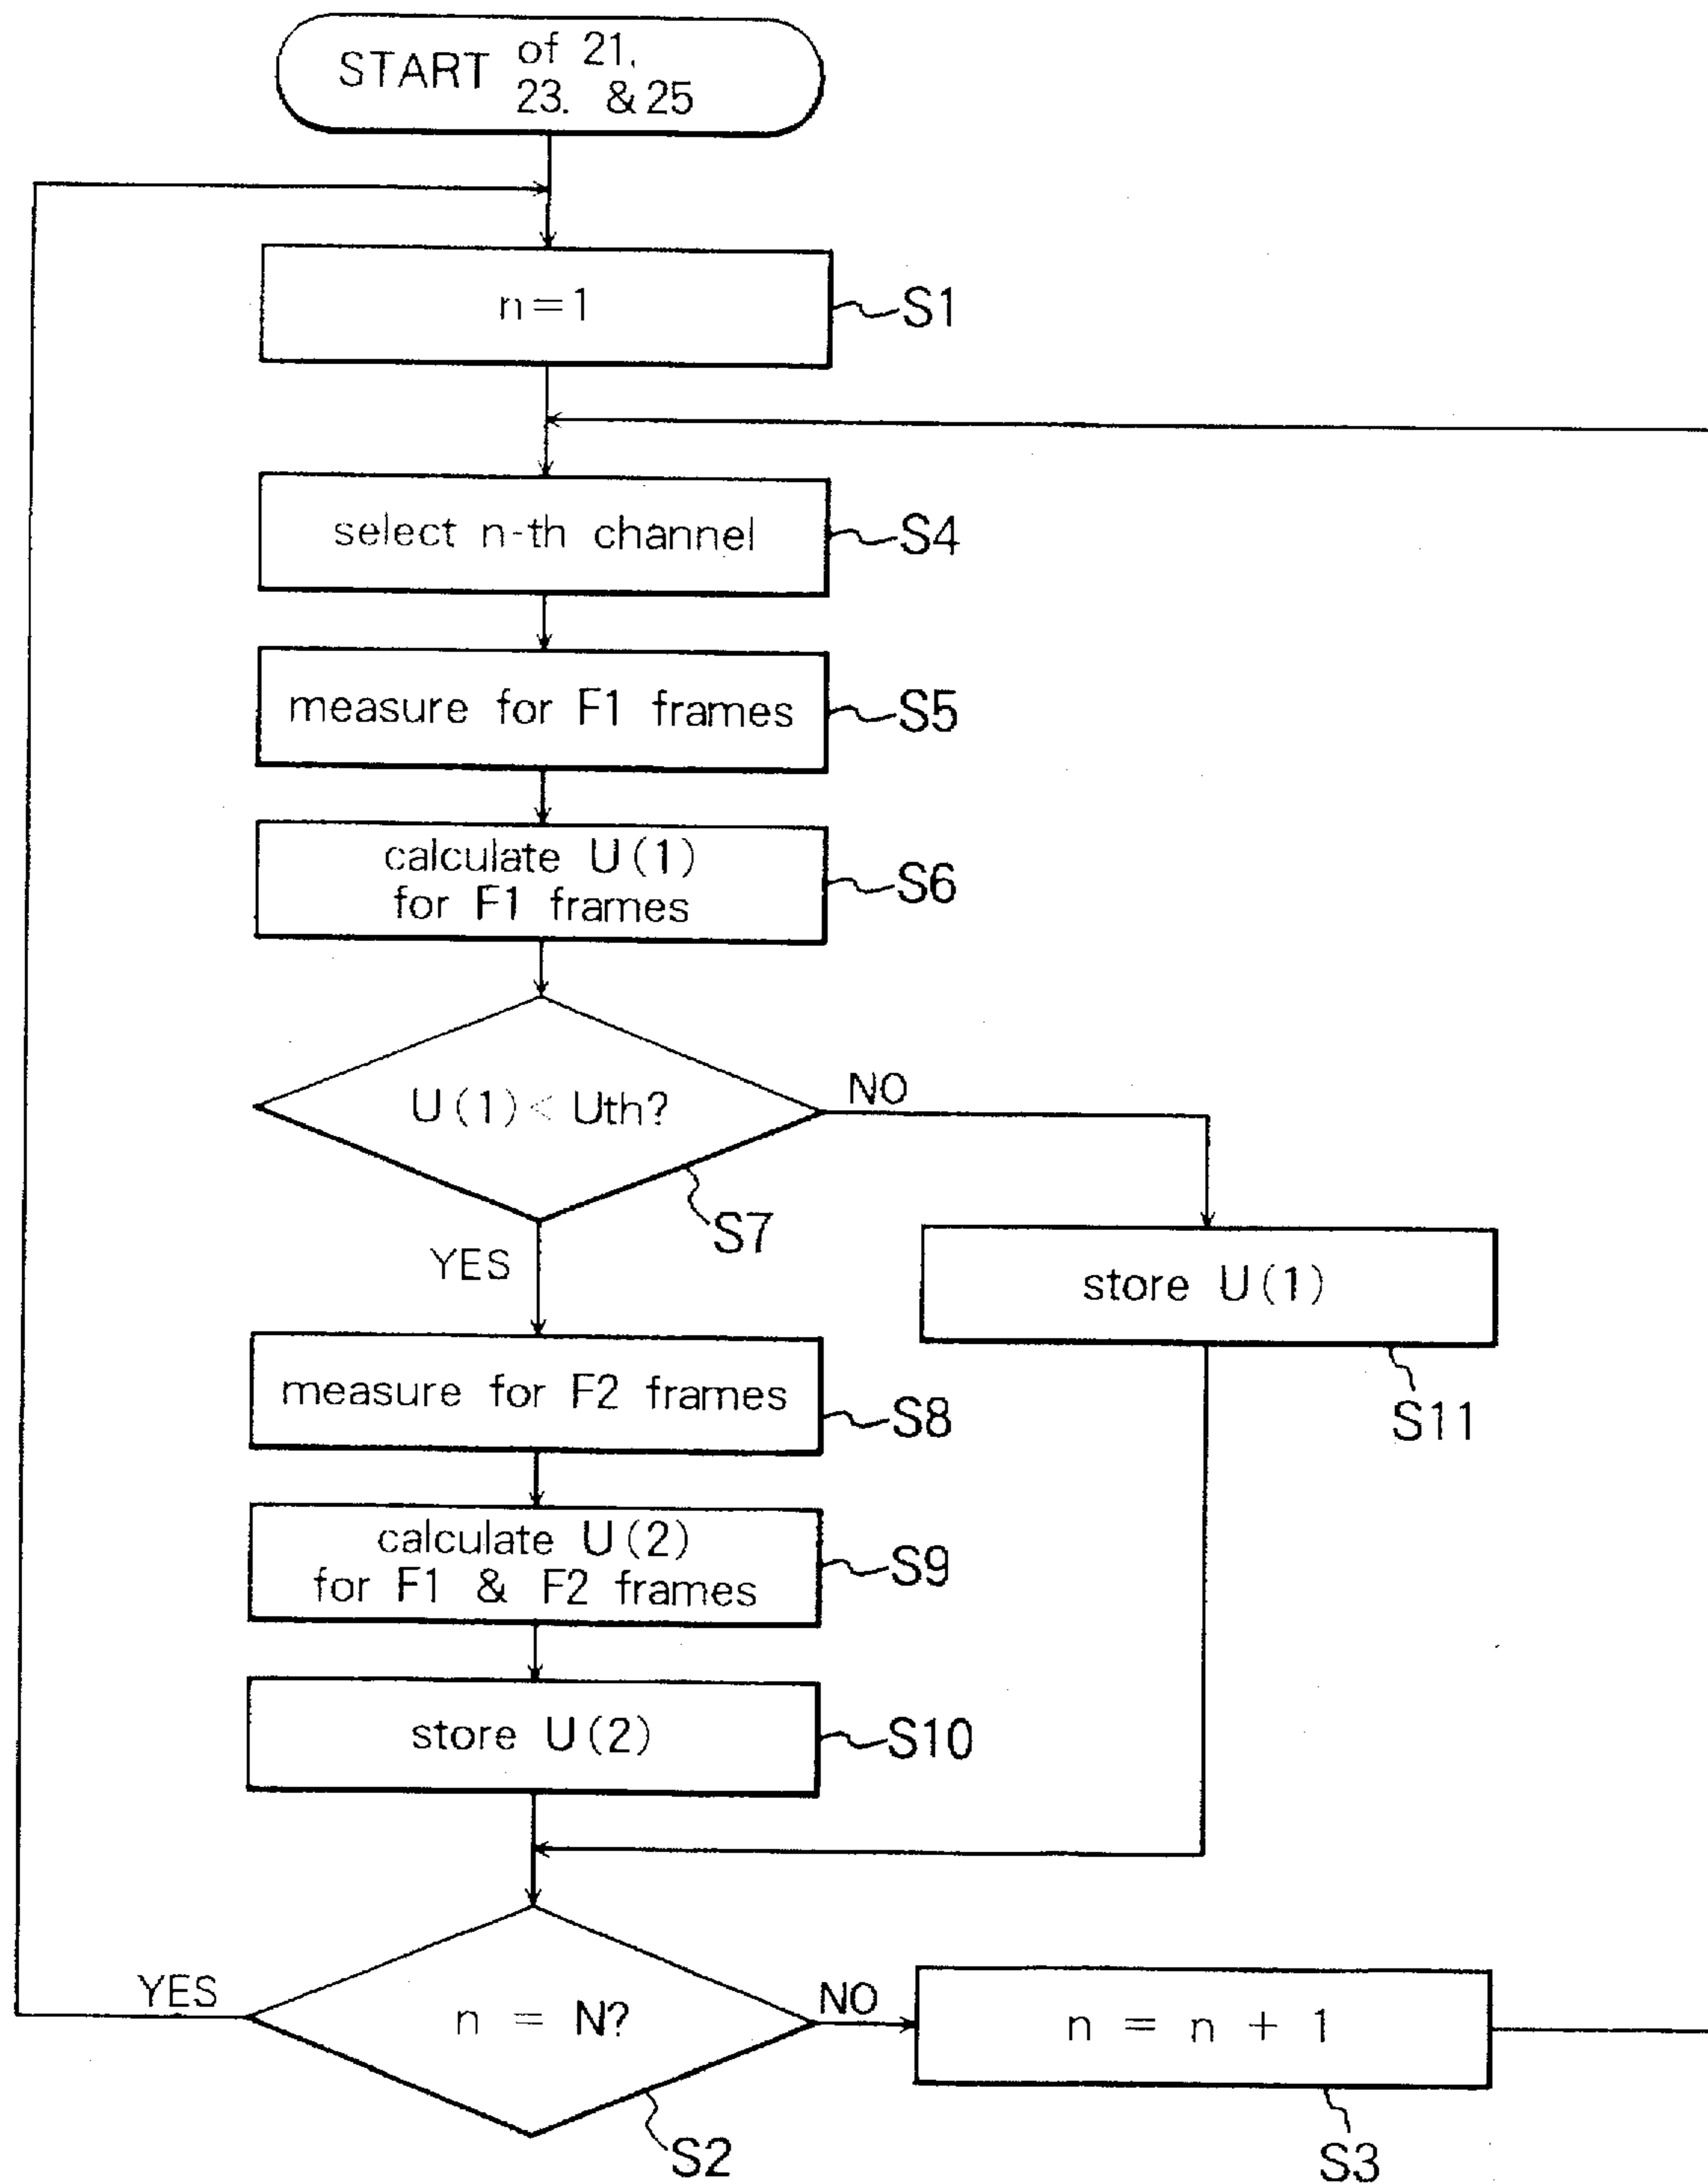 START of 21,
23. &25
n=1
S1
select n-th channel
S4
measure for F1 frames
S5
calculate U(1)
for F1 frames
S6
U(1)< Uth?
NO
S7
YES
store U(1)
S11
measure for F2 frames
S8
calculate U(2)
for F1 & F2 frames
S9
store U(2)
S10
YES
n = N?
NO
n = n + 1
S2
S3